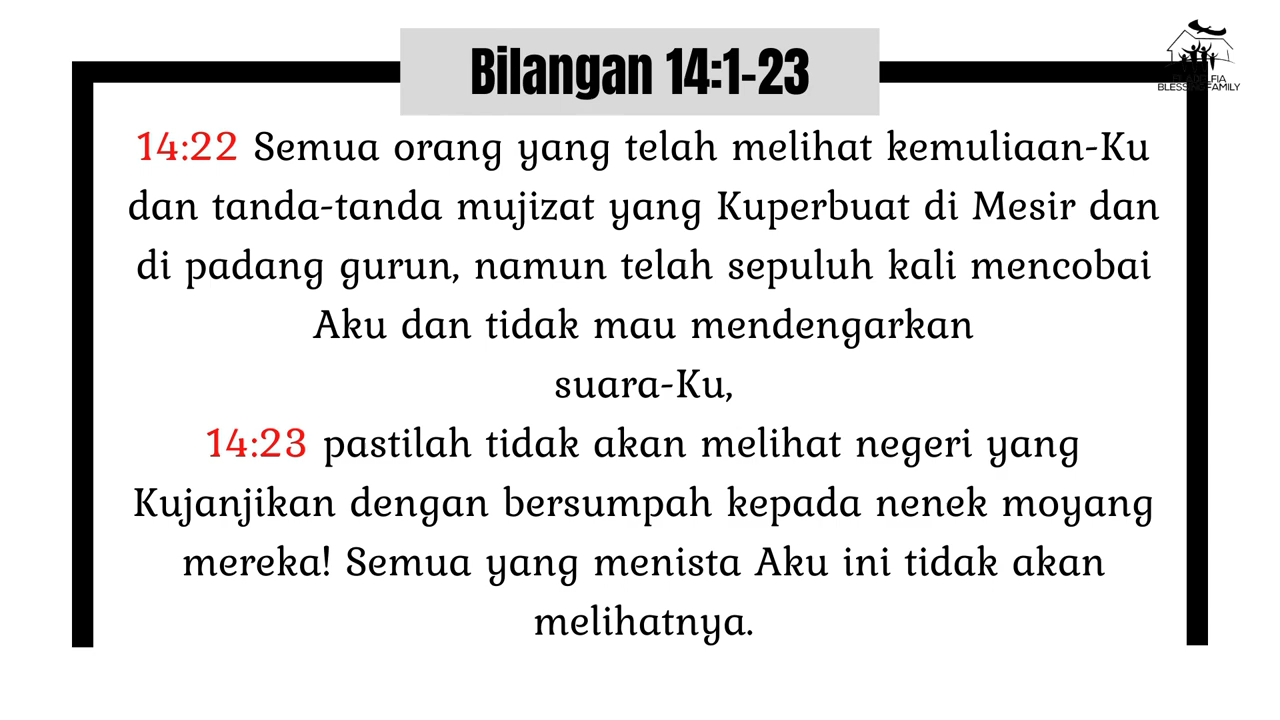 Bilangan 14:1-23
14:22 Semua orang yang telah melihat kemuliaan-Ku
dan tanda-tanda mujizat yang Kuperbuat di Mesir dan
di padang gurun, namun telah sepuluh kali mencobai
Aku dan tidak mau mendengarkan
suara-Ku,
14:23 pastilah tidak akan melihat negeri yang
Kujanjikan dengan bersumpah kepada nenek moyang
mereka! Semua yang menista Aku ini tidak akan
melihatnya.